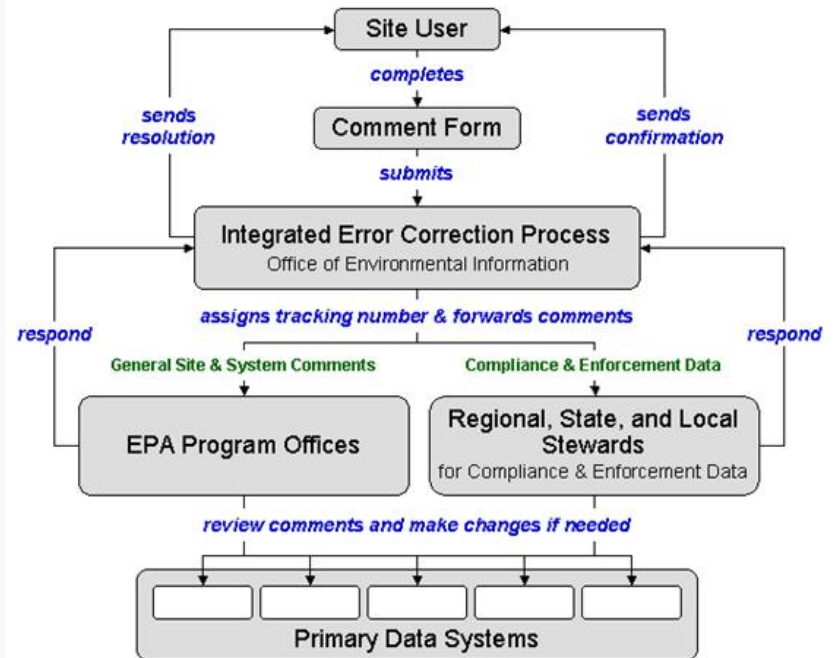 Site User
completes
sends
resolution
sends
confirmation
Comment Form
submits
Integrated Error Correction Process
Office of Environmental Information
respond
assigns tracking number & forwards comments
respond
General Site & System Comments
Compliance & Enforcement Data
EPA Program Offices
Regional, State, and Local
Stewards
for Compliance & Enforcement Data
review comments and make changes if needed
Primary Data Systems